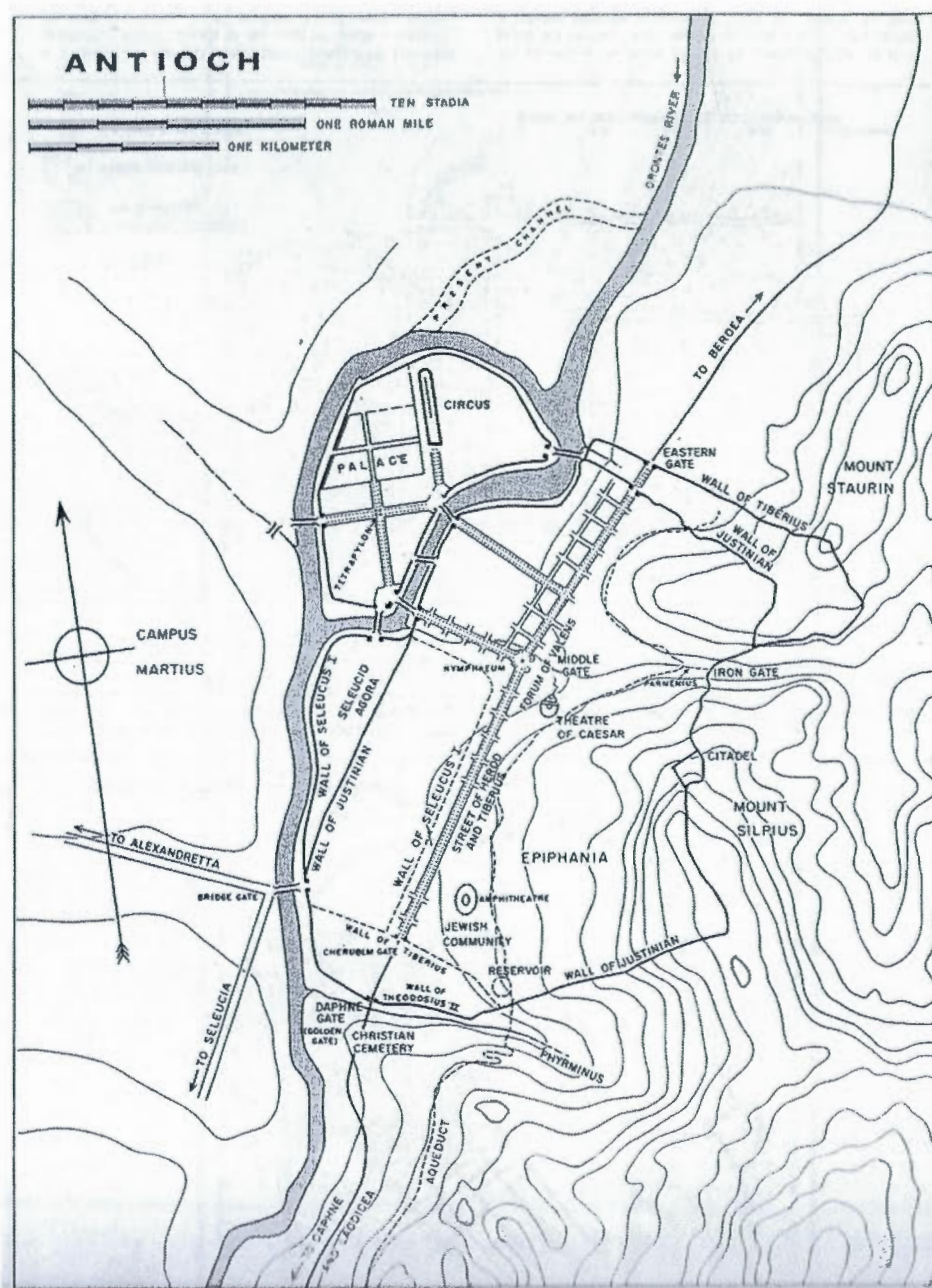 ANTIOCH
TEN STADIA
ONE ROMAN MILE
ONE KILOMETER
ORONTES RIVER
PRESENT CHANNEL
TO BEROEA
CIRCUS
PALACE
EASTERN
GATE
MOUNT
STAURIN
WALL OF TIBERIUS
WALL OF
JUSTINIAN
TETRAPYLON
CAMPUS
MARTIUS
NYMPHAEUM
FORUM OF VALENS
MIDDLE
GATE
IRON GATE
PARMENIUS
SELEUCID
AGORA
WALL OF SELEUCUS I
WALL OF JUSTINIAN
THEATRE
OF CAESAR
CITADEL
MOUNT
SILPIUS
WALL OF SELEUCUS I
STREET OF HEROD
AND TIBERIUS
EPIPHANIA
TO ALEXANDRETTA
BRIDGE GATE
AMPHITHEATRE
JEWISH
COMMUNITY
WALL OF TIBERIUS
CHERUBIM GATE
RESERVOIR
WALL OF JUSTINIAN
WALL OF
THEODOSIUS II
DAPHNE
GATE
(GOLDEN
GATE)
CHRISTIAN
CEMETERY
TO SELEUCIA
PHYRMINUS
AQUEDUCT
TO DAPHNE
AND LAODICEA